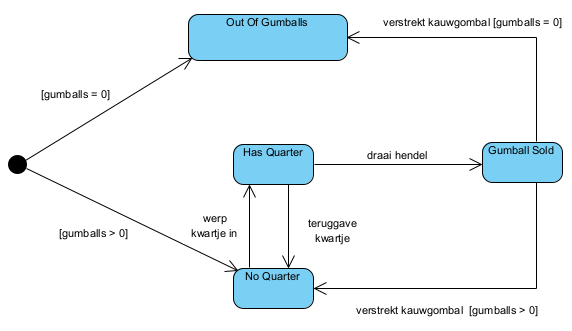 Out Of Gumballs
verstrekt kauwgombal [gumballs = 0]
[gumballs = 0]
Has Quarter
draai hendel
Gumball Sold
werp
kwartje in
teruggave
kwartje
[gumballs > 0]
No Quarter
verstrekt kauwgombal [gumballs > 0]